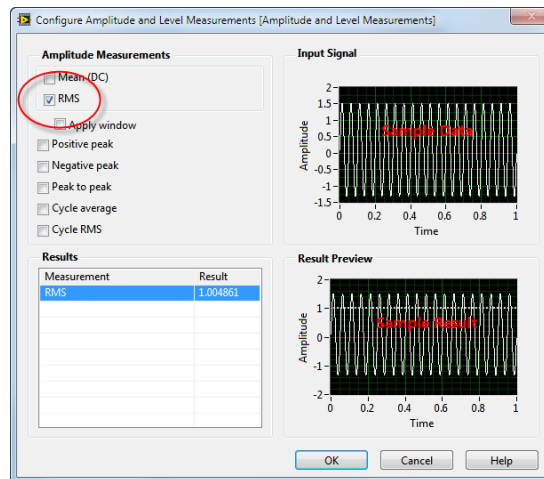 Configure Amplitude and Level Measurements [Amplitude and Level Measurements]
Amplitude Measurements
Mean (DC)
RMS
Apply window
Positive peak
Negative peak
Peak to peak
Cycle average
Cycle RMS
Results
Measurement Result
RMS 1.004861
Input Signal
Amplitude
2
1.5
1
0.5
0
-0.5
-1
-1.5
Sample Data
0 0.2 0.4 0.6 0.8 1
Time
Result Preview
Amplitude
2
1
0
-1
-2
Sample Result
0 0.2 0.4 0.6 0.8 1
Time
OK Cancel Help